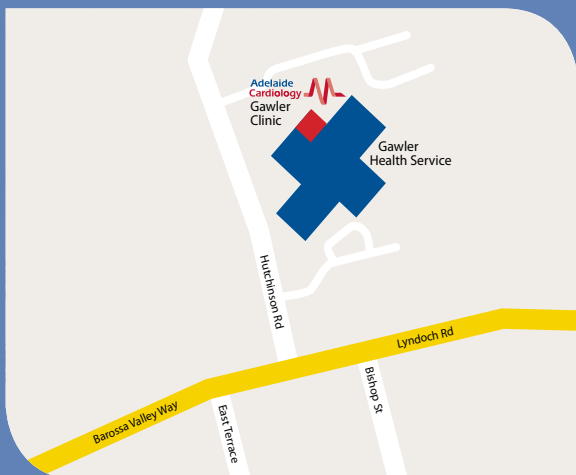 Adelaide
Cardiology
Gawler
Clinic
Gawler
Health Service
Hutchinson Rd
Lyndoch Rd
Barossa Valley Way
East Terrace
Bishop St